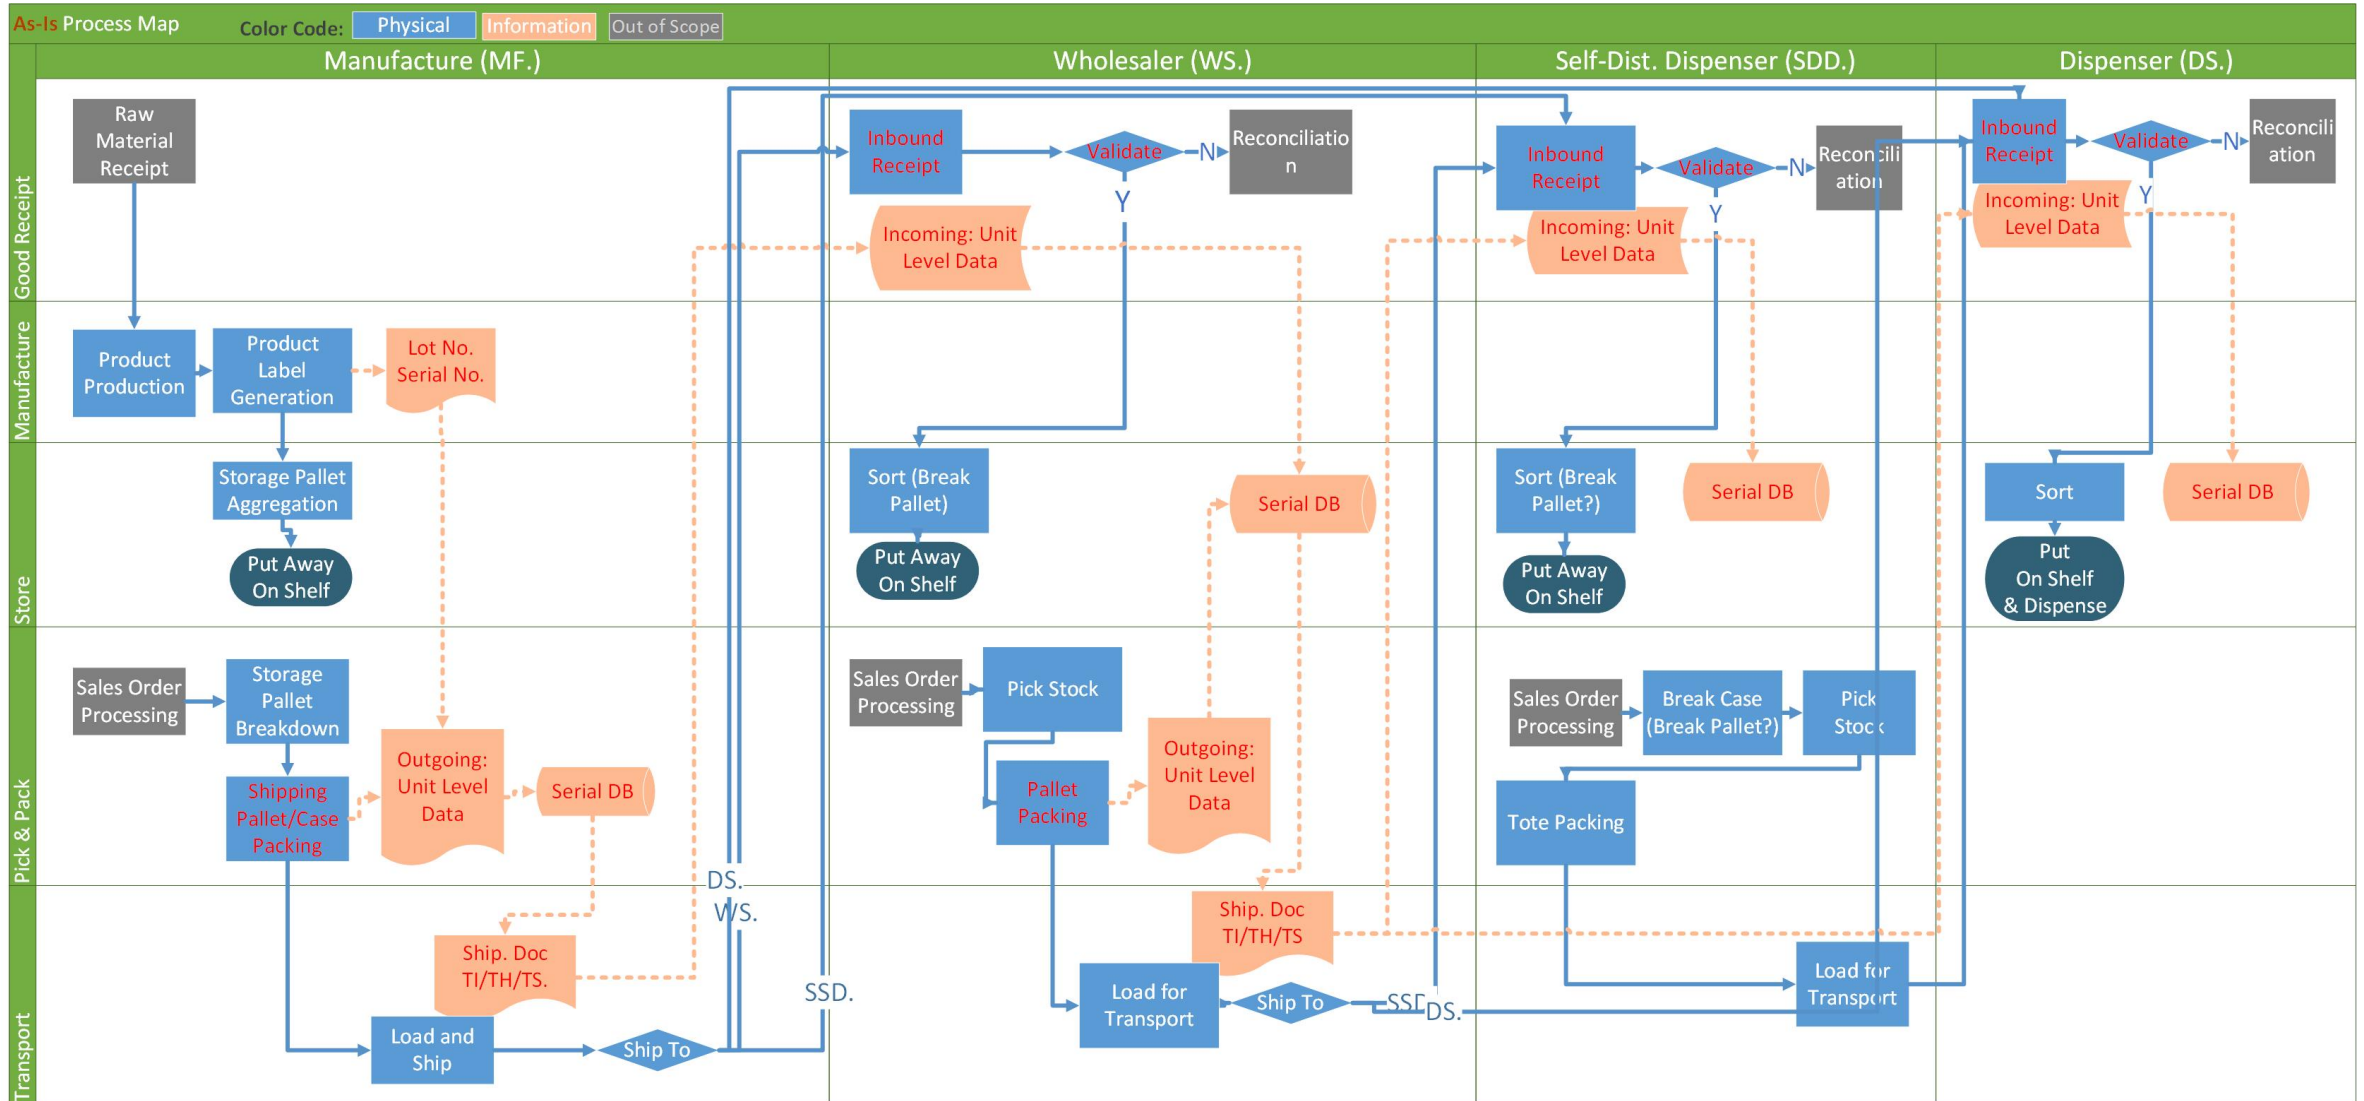 As-Is Process Map
Color Code:
Physical
Information
Out of Scope
Manufacture (MF.)
Wholesaler (WS.)
Self-Dist. Dispenser (SDD.)
Dispenser (DS.)
Good Receipt
Raw
Material
Receipt
Inbound
Receipt
Validate
N
Reconciliatio
n
Y
Incoming: Unit
Level Data
Inbound
Receipt
Validate
N
Reconcili
ation
Y
Incoming: Unit
Level Data
Inbound
Receipt
Validate
N
Reconcili
ation
Y
Incoming: Unit
Level Data
Manufacture
Product
Production
Product
Label
Generation
Lot No.
Serial No.
Store
Storage Pallet
Aggregation
Put Away
On Shelf
Sort (Break
Pallet)
Put Away
On Shelf
Serial DB
Sort (Break
Pallet?)
Put Away
On Shelf
Serial DB
Sort
Put
On Shelf
& Dispense
Serial DB
Pick & Pack
Sales Order
Processing
Storage
Pallet
Breakdown
Shipping
Pallet/Case
Packing
Outgoing:
Unit Level
Data
Serial DB
DS.
Sales Order
Processing
Pick Stock
Pallet
Packing
Outgoing:
Unit Level
Data
Sales Order
Processing
Break Case
(Break Pallet?)
Pick
Stock
Tote Packing
Transport
WS.
Ship. Doc
TI/TH/TS.
Load and
Ship
Ship To
SSD.
Ship. Doc
TI/TH/TS
Load for
Transport
Ship To
DS.
Load for
Transport